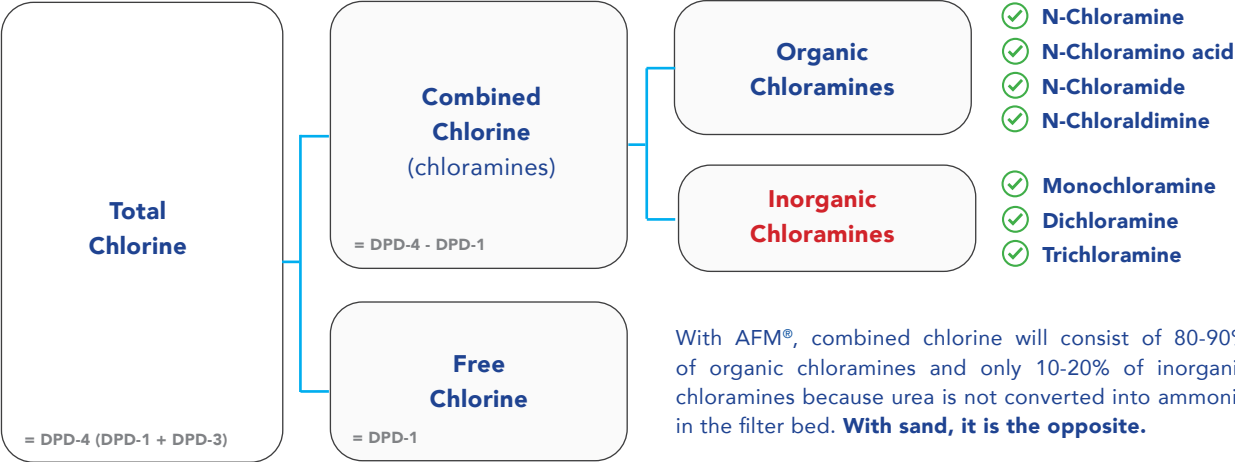 Total
Chlorine
= DPD-4 (DPD-1 + DPD-3)
Combined
Chlorine
(chloramines)
= DPD-4 - DPD-1
Free
Chlorine
= DPD-1
Organic
Chloramines
N-Chloramine
N-Chloramino acid
N-Chloramide
N-Chloraldimine
Inorganic
Chloramines
Monochloramine
Dichloramine
Trichloramine
With AFM®, combined chlorine will consist of 80-90%
of organic chloramines and only 10-20% of inorgani
chloramines because urea is not converted into ammoni
in the filter bed. With sand, it is the opposite.